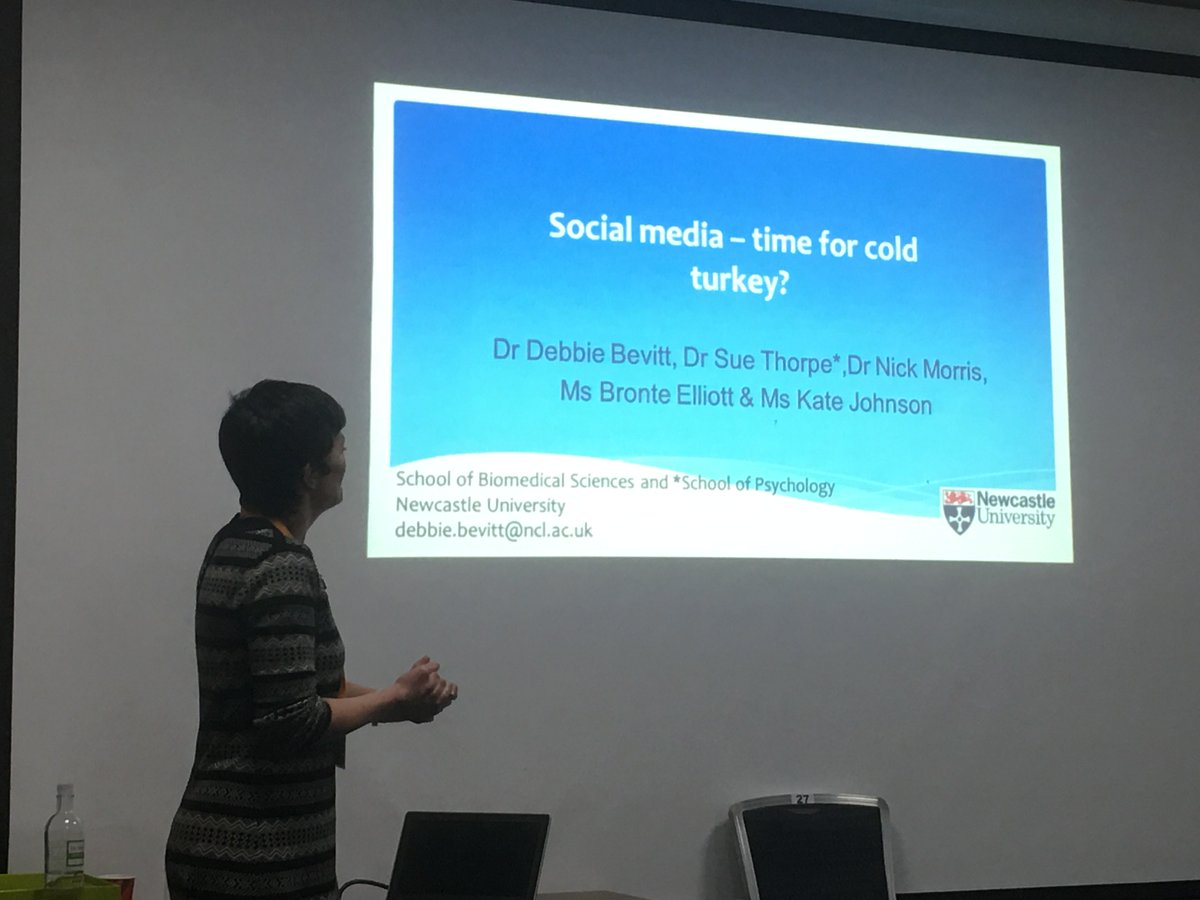 Social media – time for cold
turkey?
Dr Debbie Bevitt, Dr Sue Thorpe*,Dr Nick Morris,
Ms Bronte Elliott & Ms Kate Johnson
School of Biomedical Sciences and *School of Psychology
Newcastle University
debbie.bevitt@ncl.ac.uk
Newcastle
University
27